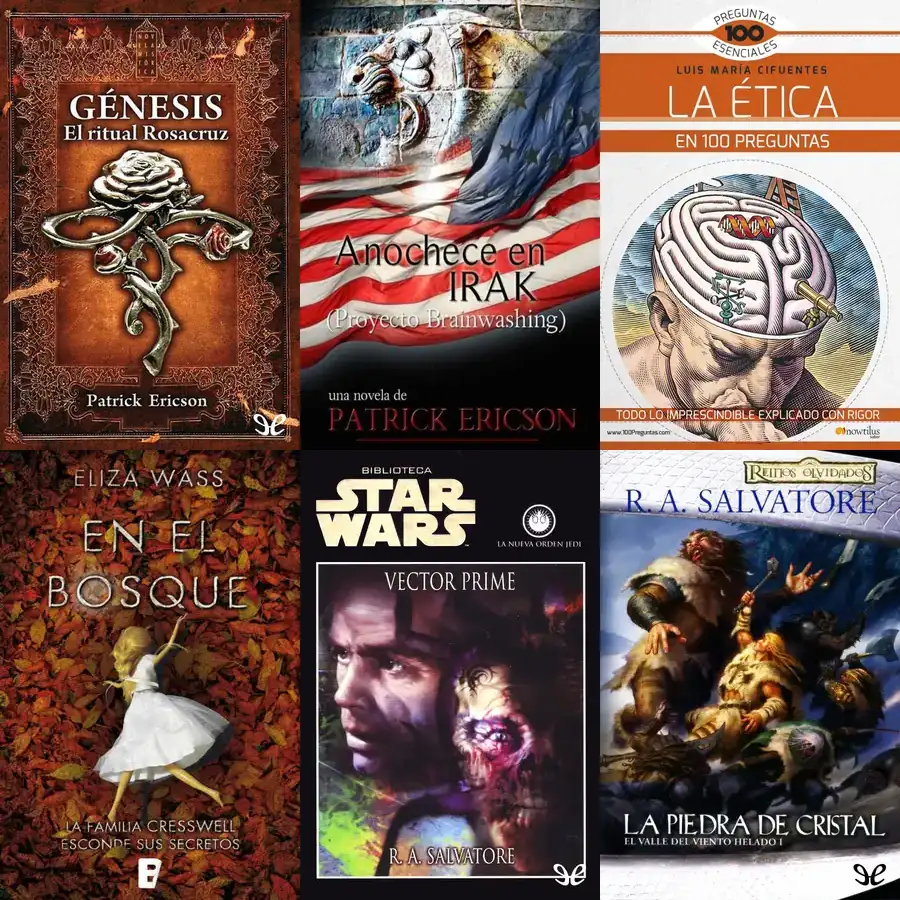 NOVELA
HISTÓRICA
GÉNESIS
El ritual Rosacruz
Patrick Ericson
Anochece en
IRAK
(Proyecto Brainwashing)
una novela de
PATRICK ERICSON
PREGUNTAS
100
ESENCIALES
LUIS MARÍA CIFUENTES
LA ÉTICA
EN 100 PREGUNTAS
TODO LO IMPRESCINDIBLE EXPLICADO CON RIGOR
www.100Preguntas.com
nowtilus
saber
ELIZA WASS
EN EL
BOSQUE
LA FAMILIA CRESSWELL
ESCONDE SUS SECRETOS
B
BIBLIOTECA
STAR
WARS
LA NUEVA ORDEN JEDI
VECTOR PRIME
R. A. SALVATORE
REINOS OLVIDADOS
R. A. SALVATORE
LA PIEDRA DE CRISTAL
EL VALLE DEL VIENTO HELADO I